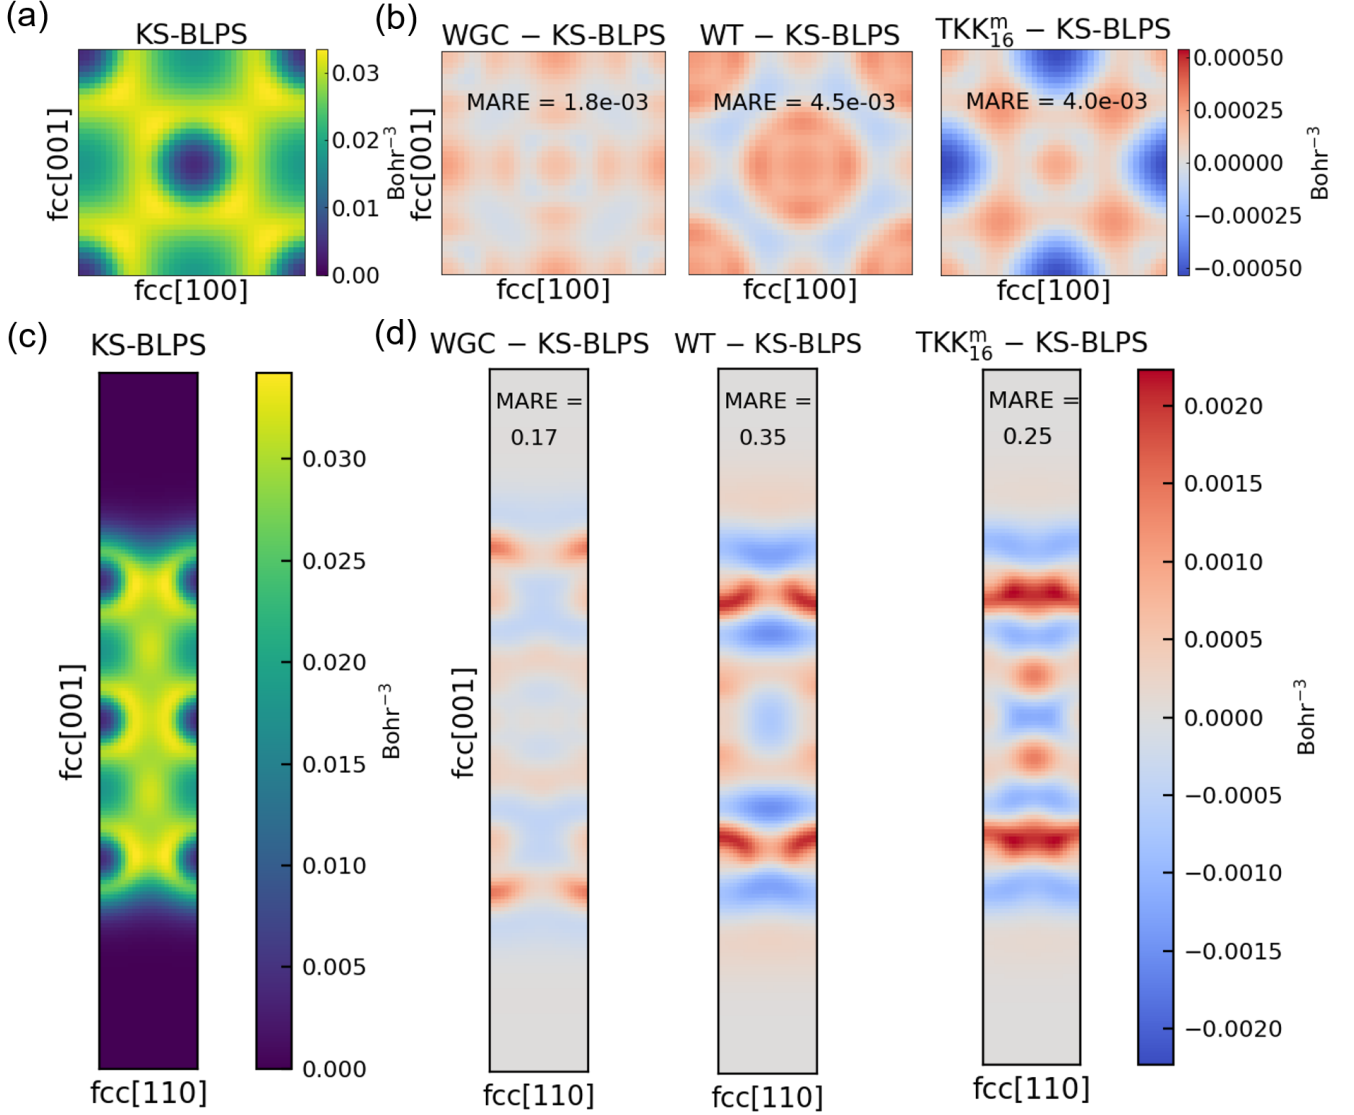 (a)
KS-BLPS
fcc[001]
fcc[100]
0.03
0.02
0.01
0.00
Bohr⁻³
(b)
WGC − KS-BLPS
MARE = 1.8e-03
fcc[001]
fcc[100]
WT − KS-BLPS
MARE = 4.5e-03
fcc[100]
TKK₁₆ᵐ − KS-BLPS
MARE = 4.0e-03
fcc[100]
0.00050
0.00025
0.00000
−0.00025
−0.00050
Bohr⁻³
(c)
KS-BLPS
fcc[001]
fcc[110]
0.030
0.025
0.020
0.015
0.010
0.005
0.000
Bohr⁻³
(d)
WGC − KS-BLPS
MARE =
0.17
fcc[001]
fcc[110]
WT − KS-BLPS
MARE =
0.35
fcc[110]
TKK₁₆ᵐ − KS-BLPS
MARE =
0.25
fcc[110]
0.0020
0.0015
0.0010
0.0005
0.0000
−0.0005
−0.0010
−0.0015
−0.0020
Bohr⁻³